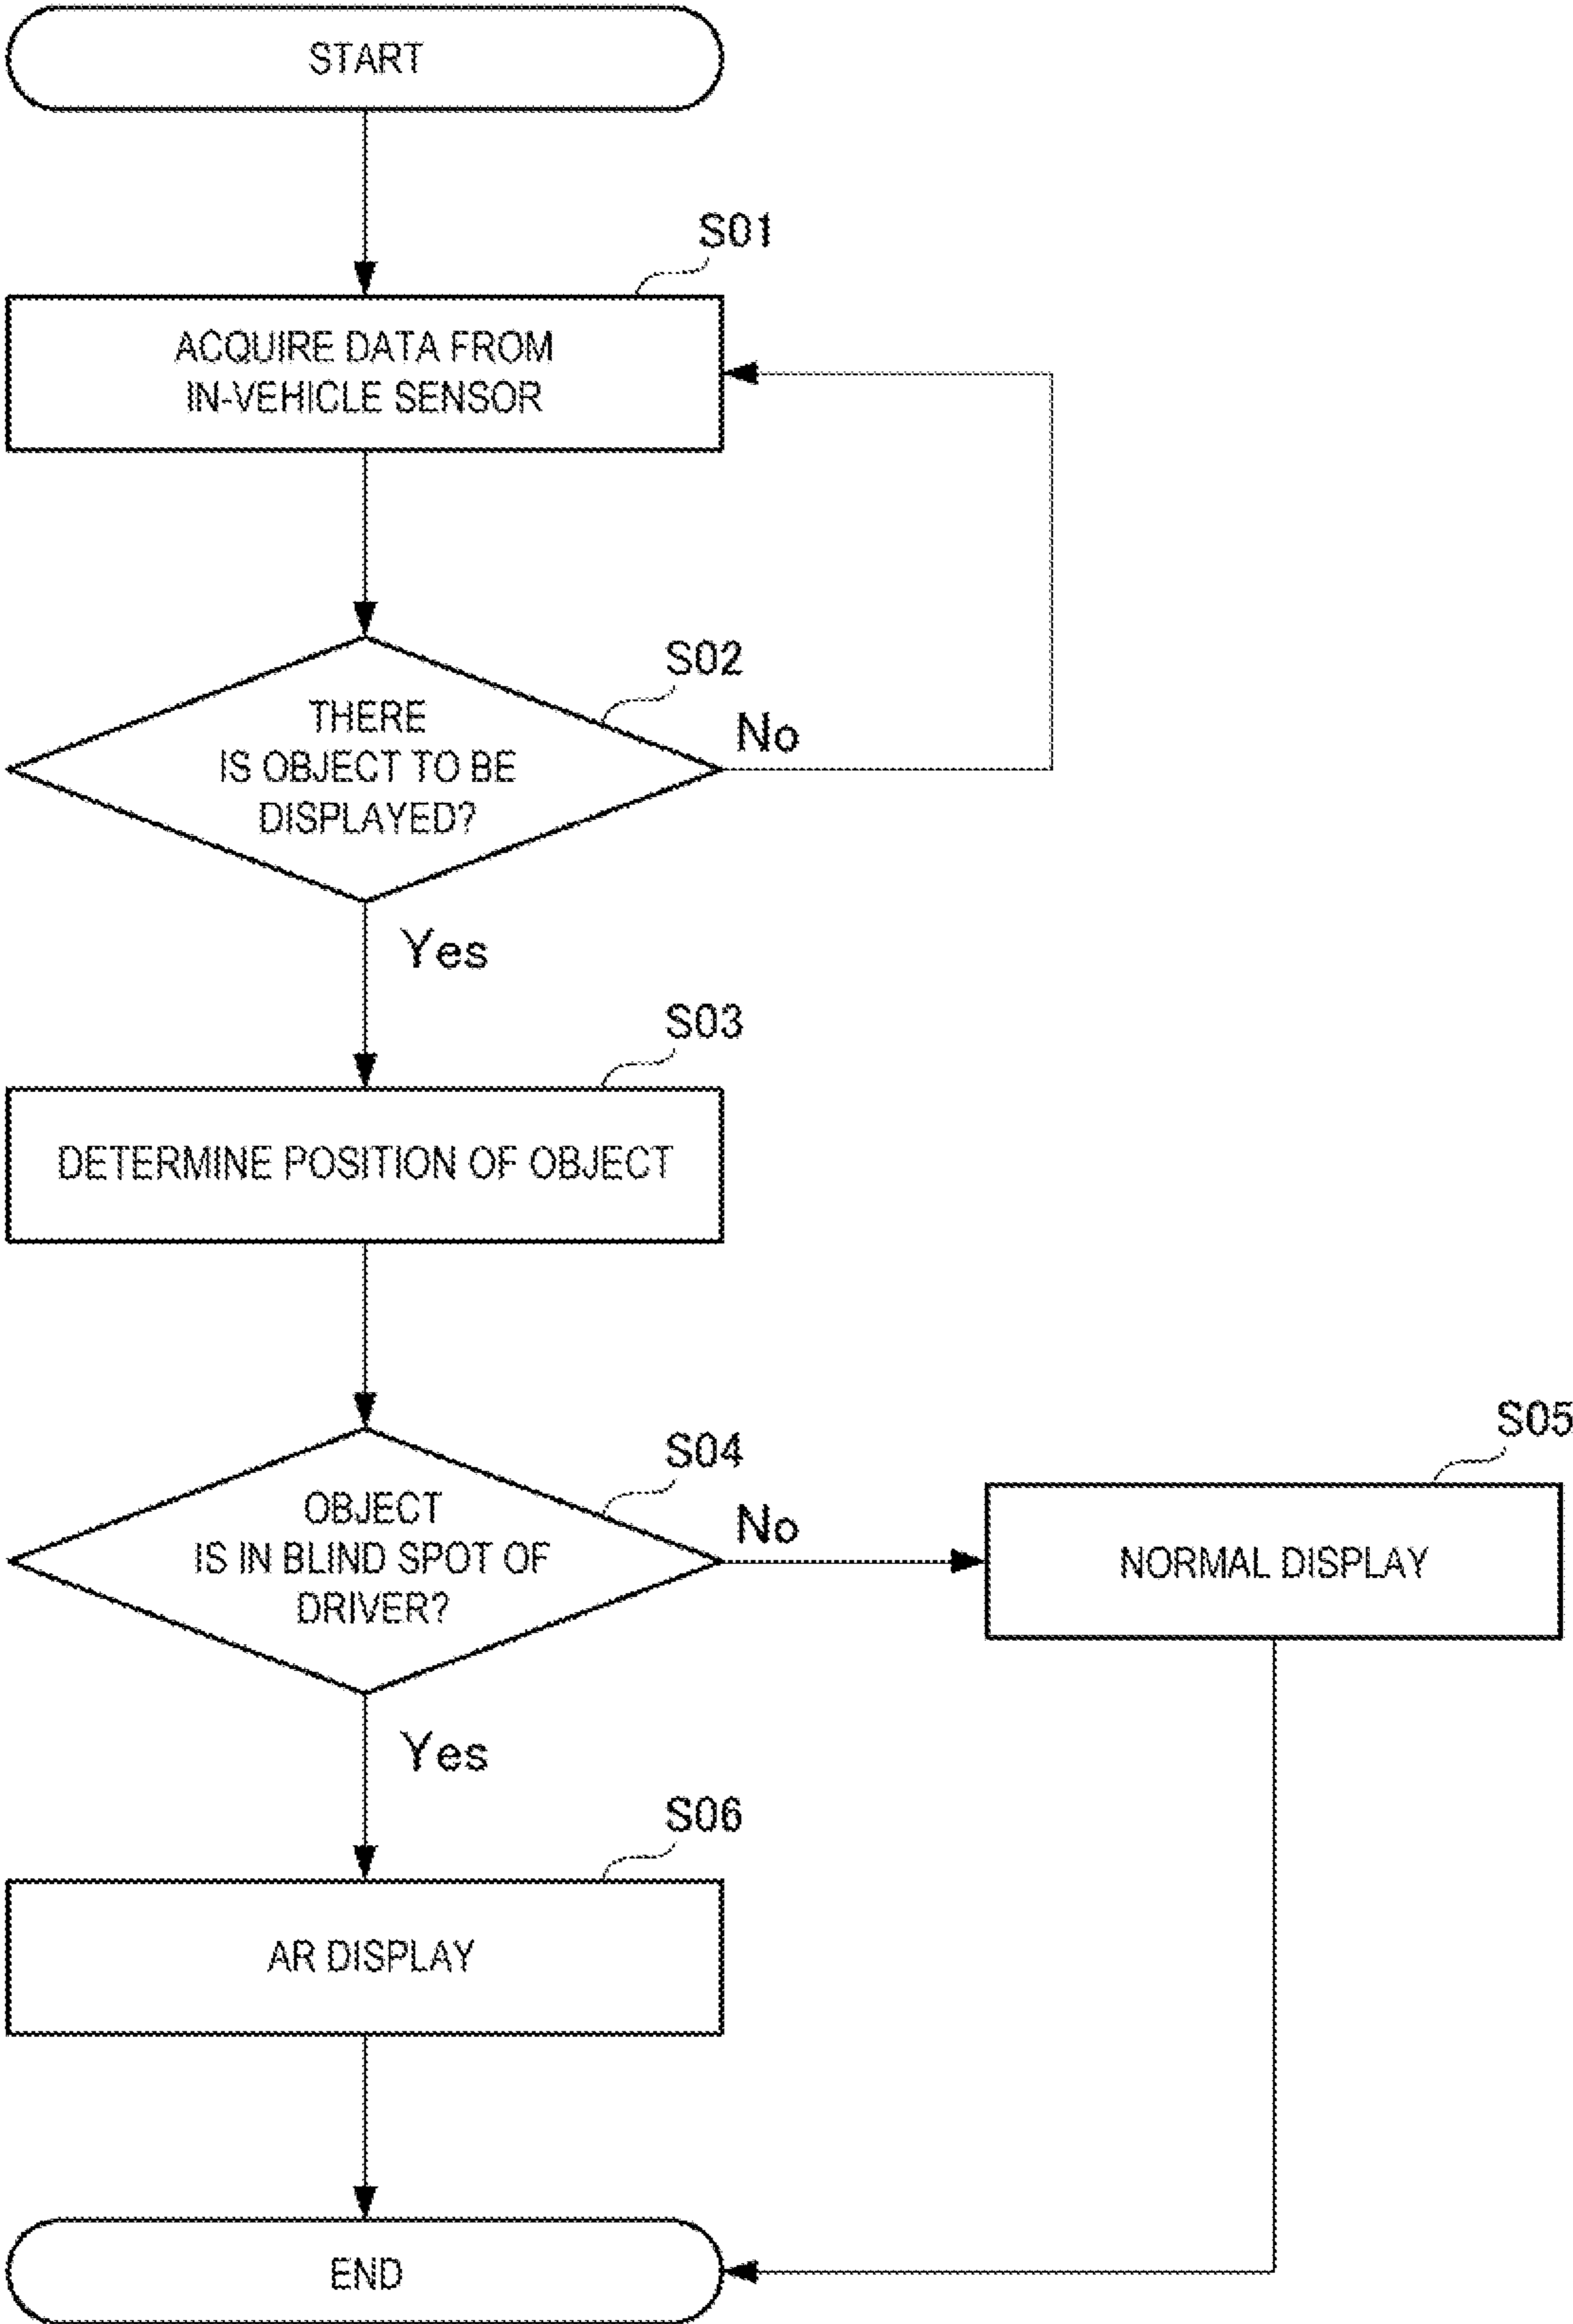 START
S01
ACQUIRE DATA FROM
IN-VEHICLE SENSOR
S02
THERE
IS OBJECT TO BE
DISPLAYED?
No
Yes
S03
DETERMINE POSITION OF OBJECT
S04
OBJECT
IS IN BLIND SPOT OF
DRIVER?
No
S05
NORMAL DISPLAY
Yes
S06
AR DISPLAY
END